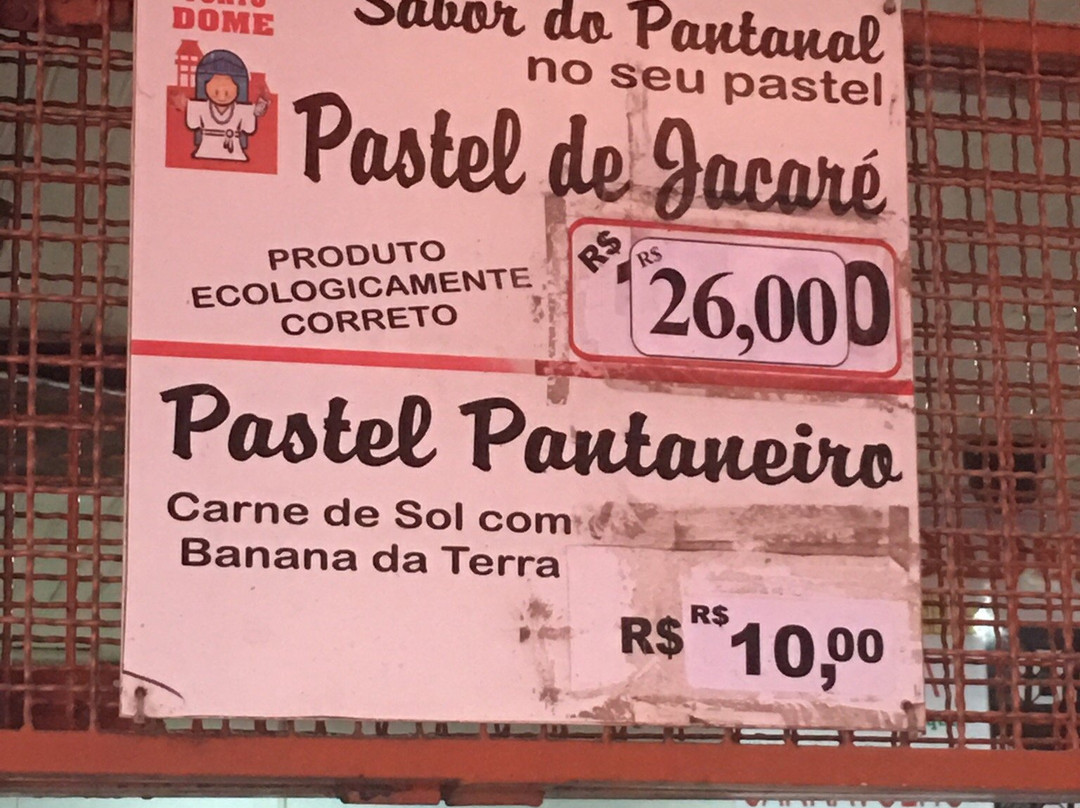 DOME
Sabor do Pantanal
no seu pastel
Pastel de Jacaré
PRODUTO
ECOLOGICAMENTE
CORRETO
R$
R$ 26,00
0
Pastel Pantaneiro
Carne de Sol com
Banana da Terra
R$ R$ 10,00